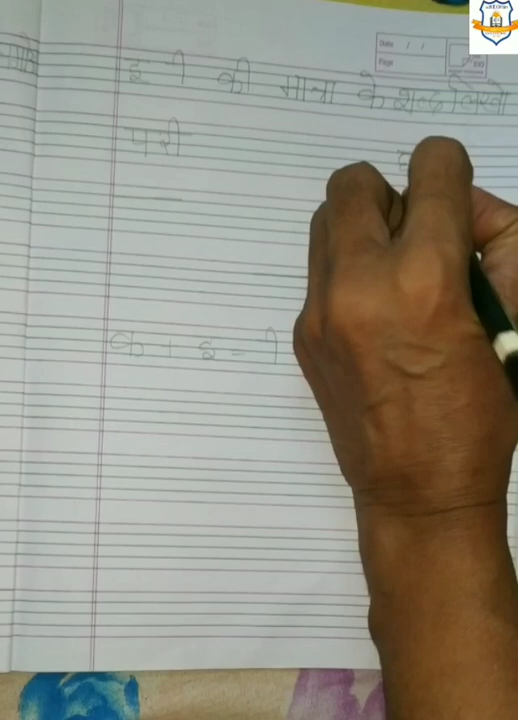 Date / /
Page
इ ी की मात्रा के शब्द लिखो
परी
क + इ = ी